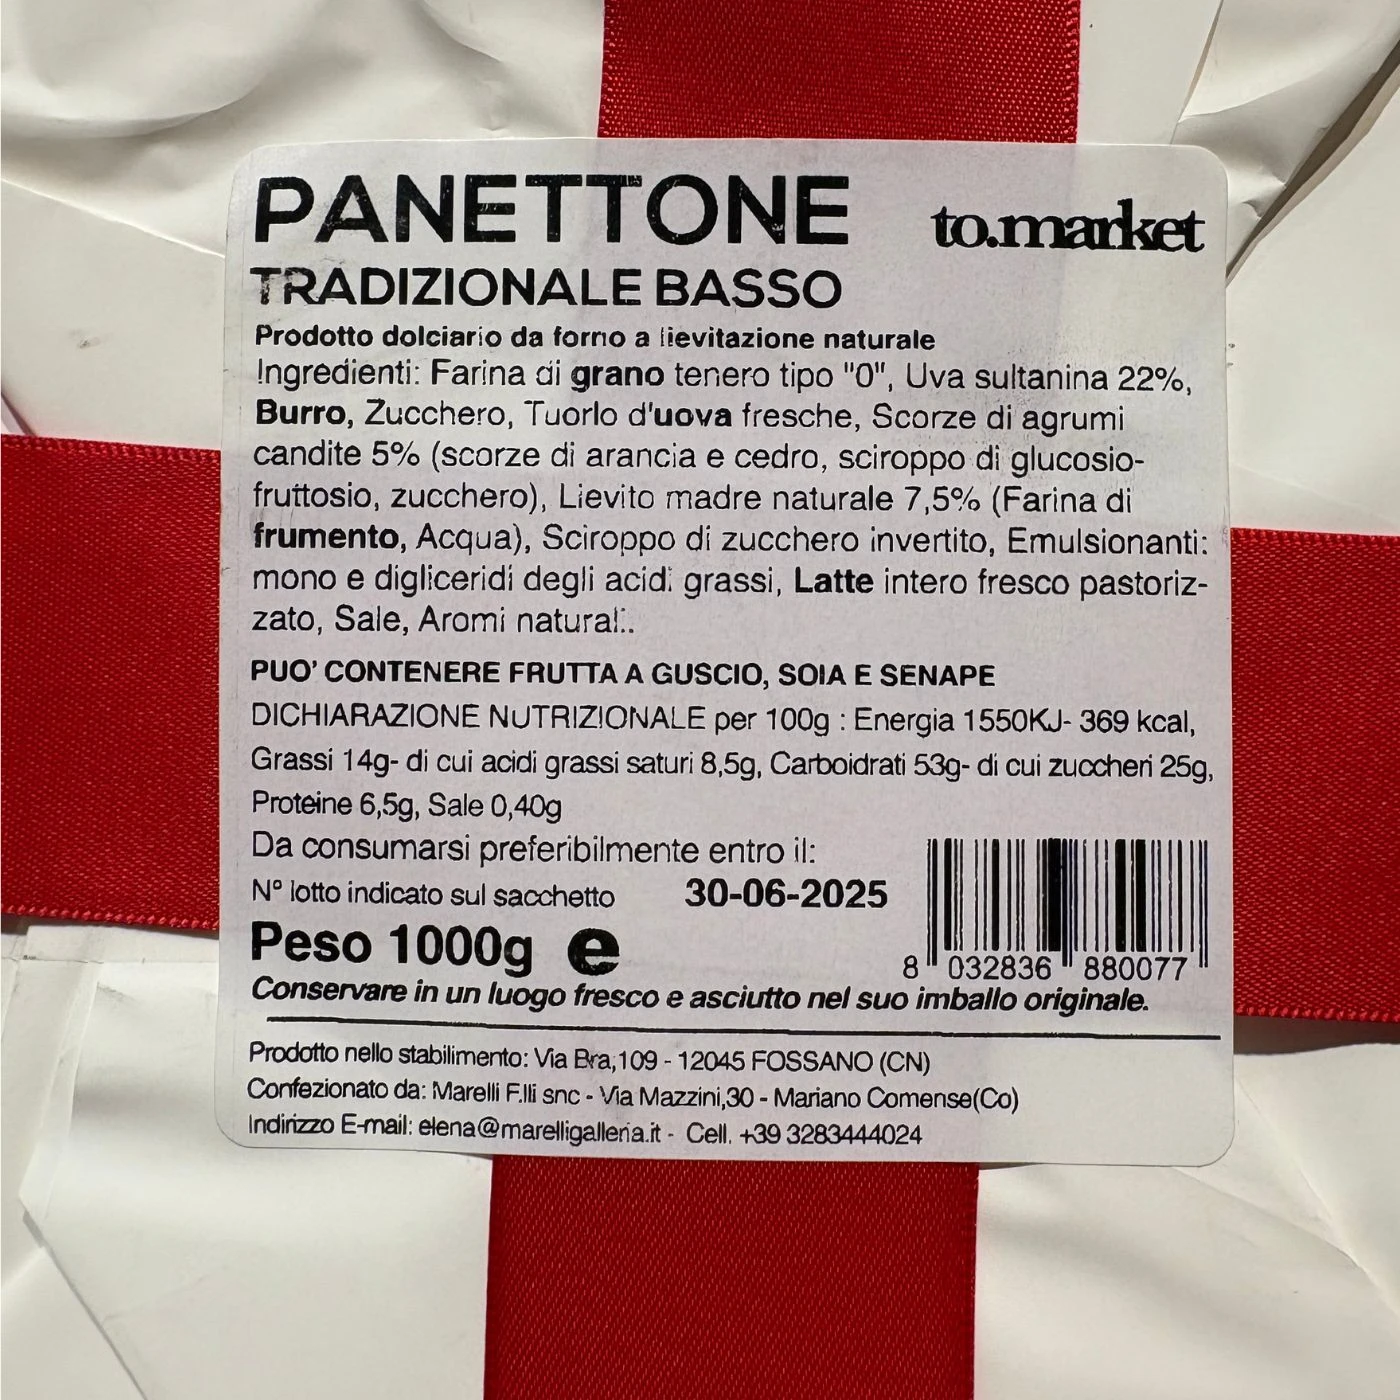 PANETTONE
to.market
TRADIZIONALE BASSO
Prodotto dolciario da forno a lievitazione naturale
Ingredienti: Farina di grano tenero tipo "0", Uva sultanina 22%,
Burro, Zucchero, Tuorlo d'uova fresche, Scorze di agrumi
candite 5% (scorze di arancia e cedro, sciroppo di glucosio-
fruttosio, zucchero), Lievito madre naturale 7,5% (Farina di
frumento, Acqua), Sciroppo di zucchero invertito, Emulsionanti:
mono e digliceridi degli acidi grassi, Latte intero fresco pastoriz-
zato, Sale, Aromi naturali.
PUO' CONTENERE FRUTTA A GUSCIO, SOIA E SENAPE
DICHIARAZIONE NUTRIZIONALE per 100g : Energia 1550KJ- 369 kcal,
Grassi 14g- di cui acidi grassi saturi 8,5g, Carboidrati 53g- di cui zuccheri 25g,
Proteine 6,5g, Sale 0,40g
Da consumarsi preferibilmente entro il:
N° lotto indicato sul sacchetto 30-06-2025
Peso 1000g e
8 032836 880077
Conservare in un luogo fresco e asciutto nel suo imballo originale.
Prodotto nello stabilimento: Via Bra,109 - 12045 FOSSANO (CN)
Confezionato da: Marelli F.lli snc - Via Mazzini,30 - Mariano Comense(Co)
Indirizzo E-mail: elena@marelligalleria.it - Cell. +39 3283444024